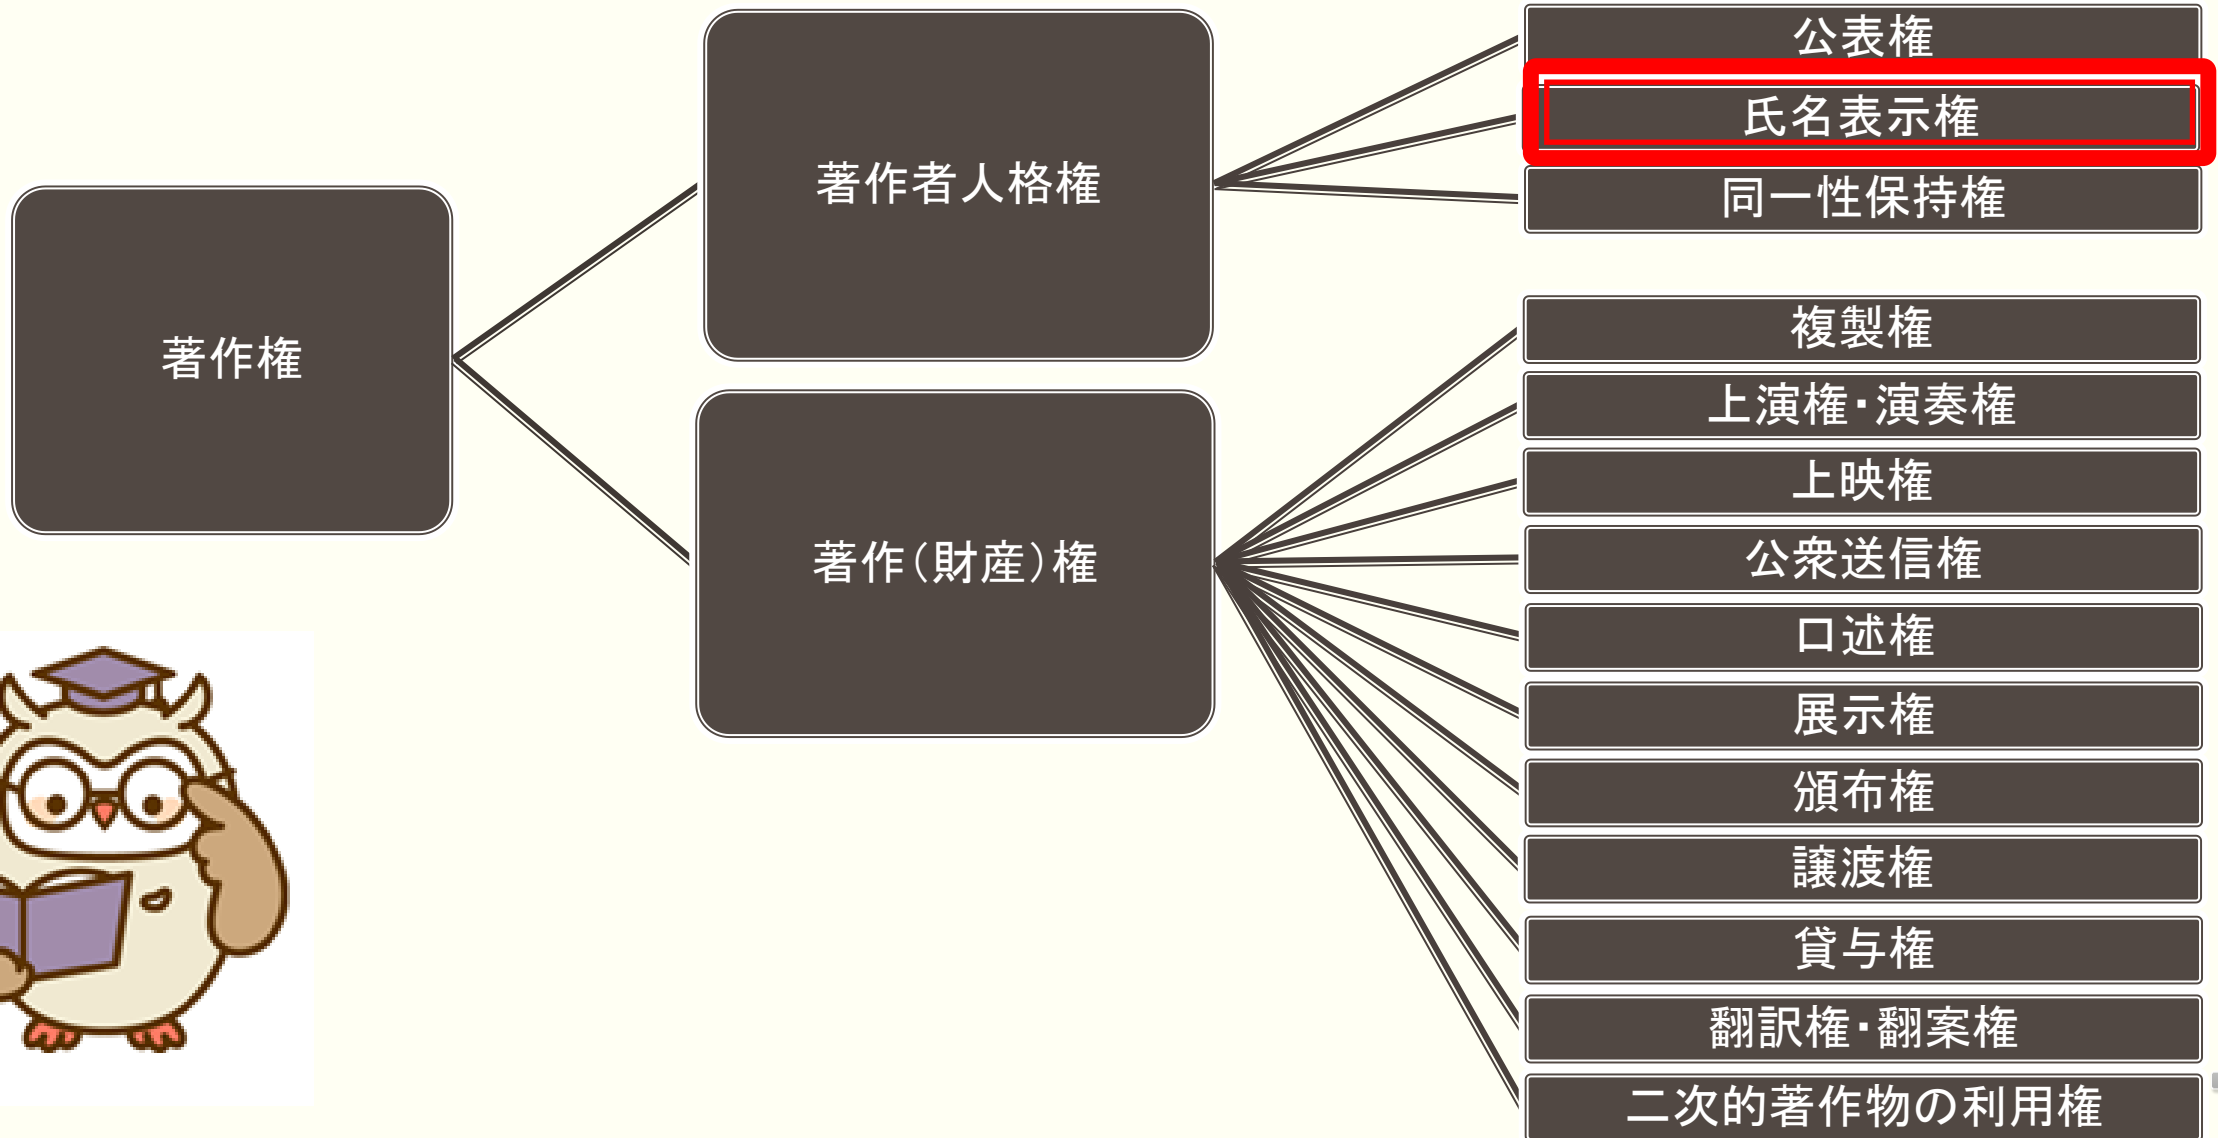 著作権
著作者人格権
公表権
氏名表示権
同一性保持権
著作(財産)権
複製権
上演権・演奏権
上映権
公衆送信権
口述権
展示権
頒布権
譲渡権
貸与権
翻訳権・翻案権
二次的著作物の利用権